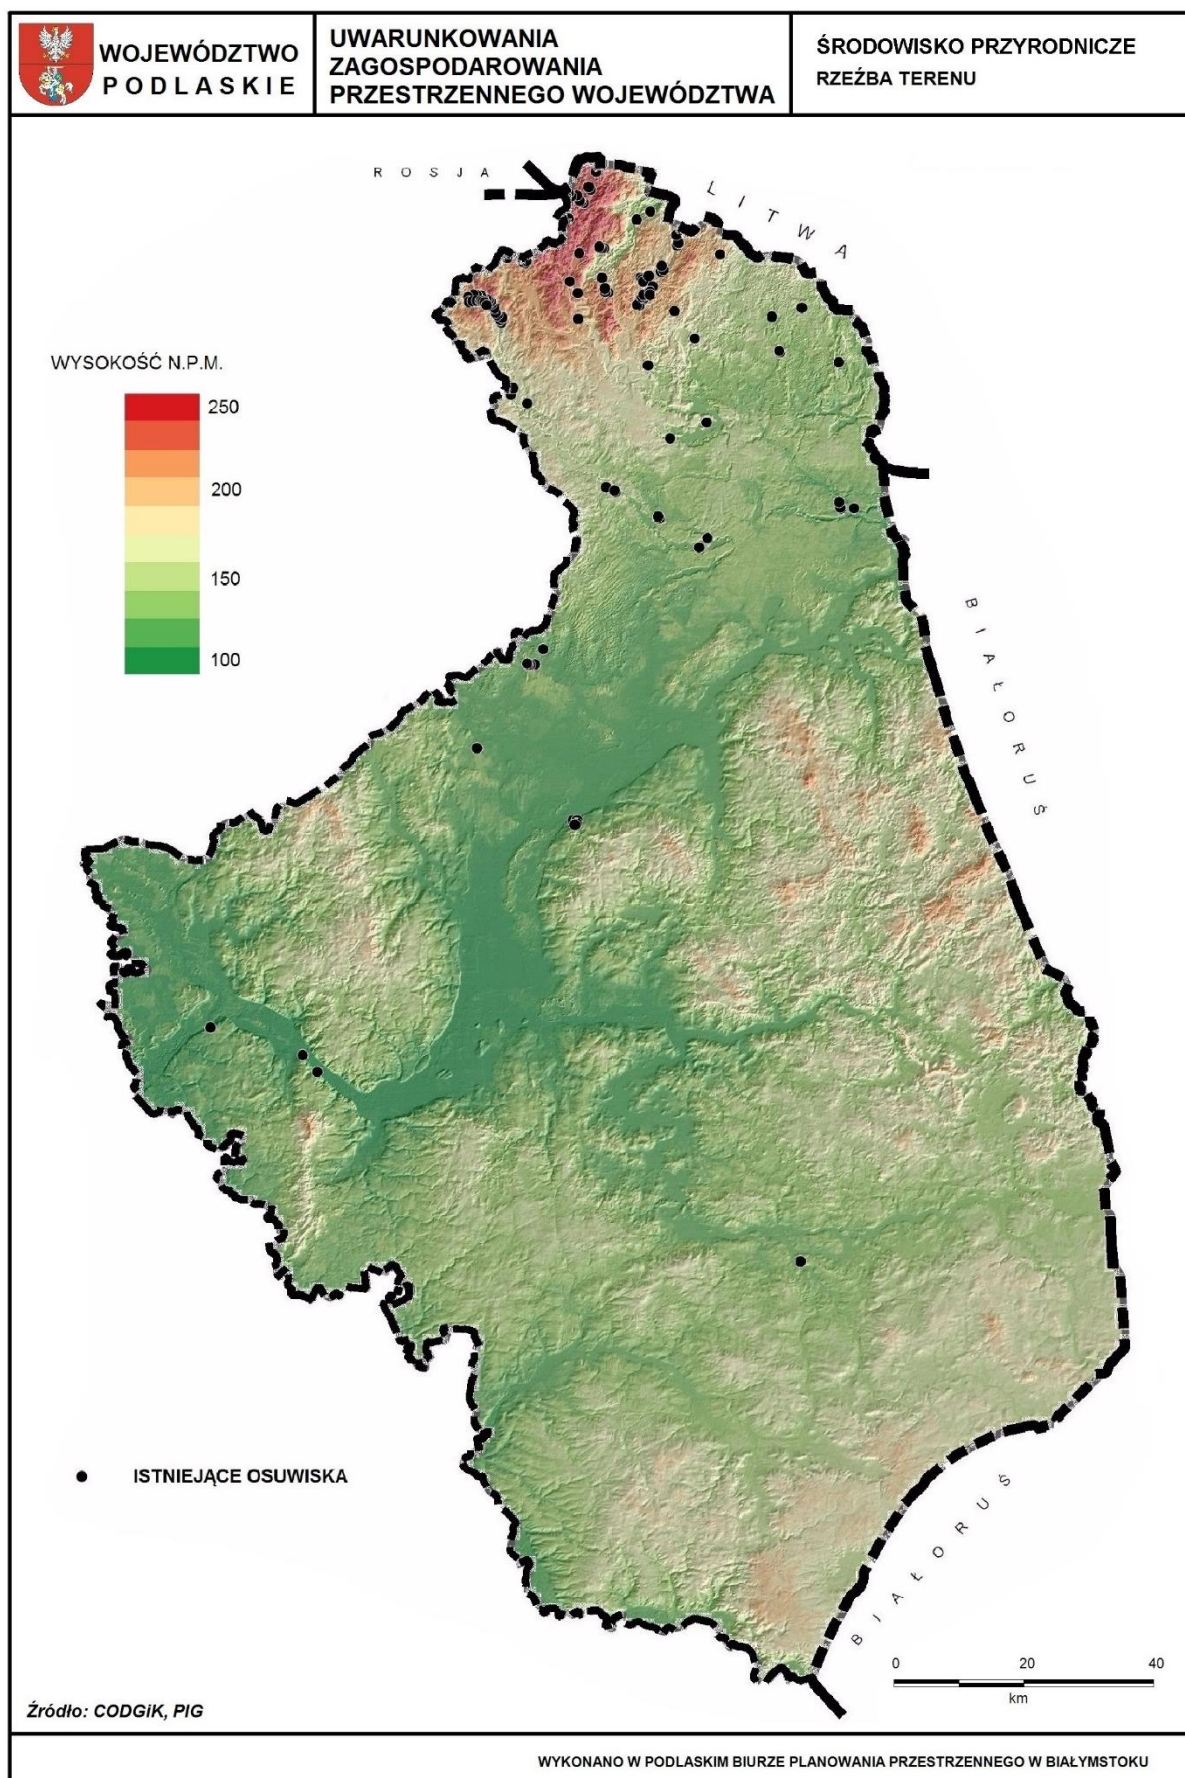 WOJEWÓDZTWO
PODLASKIE
UWARUNKOWANIA
ZAGOSPODAROWANIA
PRZESTRZENNEGO WOJEWÓDZTWA
ŚRODOWISKO PRZYRODNICZE
RZEŹBA TERENU
ROSJA
LITWA
WYSOKOŚĆ N.P.M.
250
200
150
100
BIAŁORUŚ
ISTNIEJĄCE OSUWISKA
BIAŁORUŚ
0 20 40
km
Źródło: CODGiK, PIG
WYKONANO W PODLASKIM BIURZE PLANOWANIA PRZESTRZENNEGO W BIAŁYMSTOKU